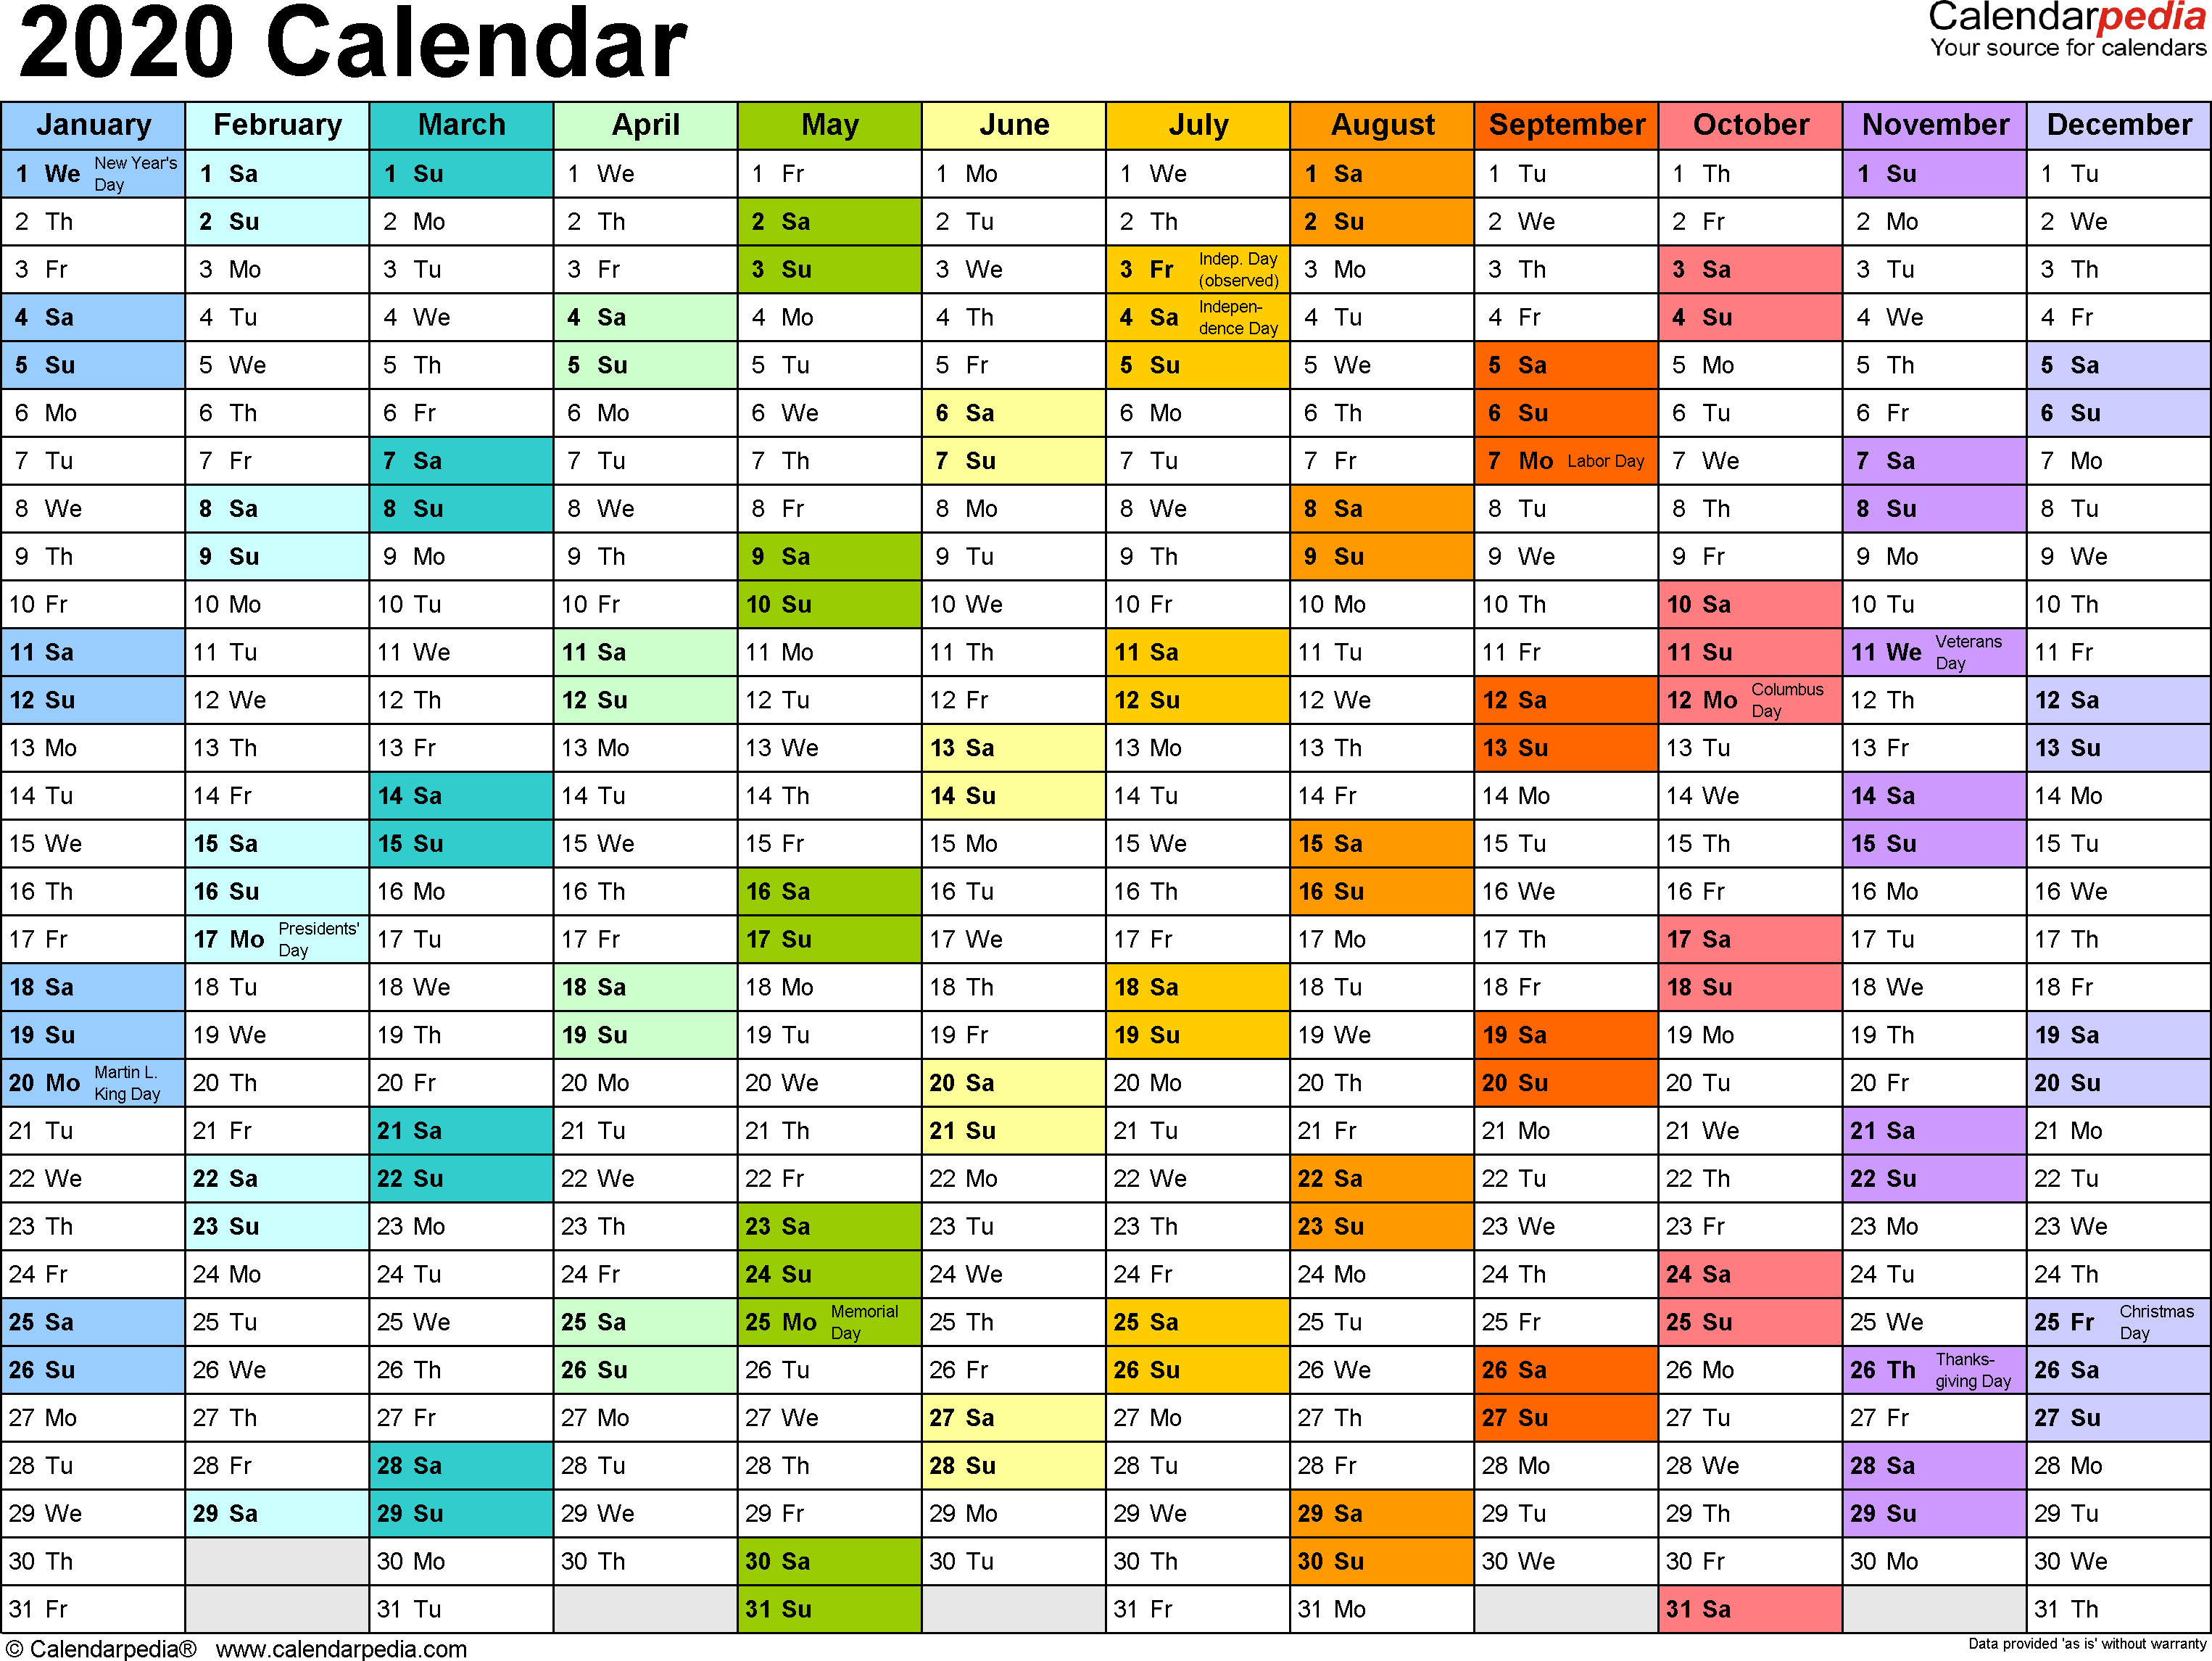 2020 Calendar
Calendarpedia
Your source for calendars
January February March April May June July August September October November December
1 We New Year's Day 1 Sa 1 Su 1 We 1 Fr 1 Mo 1 We 1 Sa 1 Tu 1 Th 1 Su 1 Tu
2 Th 2 Su 2 Mo 2 Th 2 Sa 2 Tu 2 Th 2 Su 2 We 2 Fr 2 Mo 2 We
3 Fr 3 Mo 3 Tu 3 Fr 3 Su 3 We 3 Fr Indep. Day (observed) 3 Mo 3 Th 3 Sa 3 Tu 3 Th
4 Sa 4 Tu 4 We 4 Sa 4 Mo 4 Th 4 Sa Indepen- dence Day 4 Tu 4 Fr 4 Su 4 We 4 Fr
5 Su 5 We 5 Th 5 Su 5 Tu 5 Fr 5 Su 5 We 5 Sa 5 Mo 5 Th 5 Sa
6 Mo 6 Th 6 Fr 6 Mo 6 We 6 Sa 6 Mo 6 Th 6 Su 6 Tu 6 Fr 6 Su
7 Tu 7 Fr 7 Sa 7 Tu 7 Th 7 Su 7 Tu 7 Fr 7 Mo Labor Day 7 We 7 Sa 7 Mo
8 We 8 Sa 8 Su 8 We 8 Fr 8 Mo 8 We 8 Sa 8 Tu 8 Th 8 Su 8 Tu
9 Th 9 Su 9 Mo 9 Th 9 Sa 9 Tu 9 Th 9 Su 9 We 9 Fr 9 Mo 9 We
10 Fr 10 Mo 10 Tu 10 Fr 10 Su 10 We 10 Fr 10 Mo 10 Th 10 Sa 10 Tu 10 Th
11 Sa 11 Tu 11 We 11 Sa 11 Mo 11 Th 11 Sa 11 Tu 11 Fr 11 Su 11 We Veterans Day 11 Fr
12 Su 12 We 12 Th 12 Su 12 Tu 12 Fr 12 Su 12 We 12 Sa 12 Mo Columbus Day 12 Th 12 Sa
13 Mo 13 Th 13 Fr 13 Mo 13 We 13 Sa 13 Mo 13 Th 13 Su 13 Tu 13 Fr 13 Su
14 Tu 14 Fr 14 Sa 14 Tu 14 Th 14 Su 14 Tu 14 Fr 14 Mo 14 We 14 Sa 14 Mo
15 We 15 Sa 15 Su 15 We 15 Fr 15 Mo 15 We 15 Sa 15 Tu 15 Th 15 Su 15 Tu
16 Th 16 Su 16 Mo 16 Th 16 Sa 16 Tu 16 Th 16 Su 16 We 16 Fr 16 Mo 16 We
17 Fr 17 Mo Presidents' Day 17 Tu 17 Fr 17 Su 17 We 17 Fr 17 Mo 17 Th 17 Sa 17 Tu 17 Th
18 Sa 18 Tu 18 We 18 Sa 18 Mo 18 Th 18 Sa 18 Tu 18 Fr 18 Su 18 We 18 Fr
19 Su 19 We 19 Th 19 Su 19 Tu 19 Fr 19 Su 19 We 19 Sa 19 Mo 19 Th 19 Sa
20 Mo Martin L. King Day 20 Th 20 Fr 20 Mo 20 We 20 Sa 20 Mo 20 Th 20 Su 20 Tu 20 Fr 20 Su
21 Tu 21 Fr 21 Sa 21 Tu 21 Th 21 Su 21 Tu 21 Fr 21 Mo 21 We 21 Sa 21 Mo
22 We 22 Sa 22 Su 22 We 22 Fr 22 Mo 22 We 22 Sa 22 Tu 22 Th 22 Su 22 Tu
23 Th 23 Su 23 Mo 23 Th 23 Sa 23 Tu 23 Th 23 Su 23 We 23 Fr 23 Mo 23 We
24 Fr 24 Mo 24 Tu 24 Fr 24 Su 24 We 24 Fr 24 Mo 24 Th 24 Sa 24 Tu 24 Th
25 Sa 25 Tu 25 We 25 Sa 25 Mo Memorial Day 25 Th 25 Sa 25 Tu 25 Fr 25 Su 25 We 25 Fr Christmas Day
26 Su 26 We 26 Th 26 Su 26 Tu 26 Fr 26 Su 26 We 26 Sa 26 Mo 26 Th Thanks- giving Day 26 Sa
27 Mo 27 Th 27 Fr 27 Mo 27 We 27 Sa 27 Mo 27 Th 27 Su 27 Tu 27 Fr 27 Su
28 Tu 28 Fr 28 Sa 28 Tu 28 Th 28 Su 28 Tu 28 Fr 28 Mo 28 We 28 Sa 28 Mo
29 We 29 Sa 29 Su 29 We 29 Fr 29 Mo 29 We 29 Sa 29 Tu 29 Th 29 Su 29 Tu
30 Th 30 Mo 30 Th 30 Sa 30 Tu 30 Th 30 Su 30 We 30 Fr 30 Mo 30 We
31 Fr 31 Tu 31 Su 31 Fr 31 Mo 31 Sa 31 Th
© Calendarpedia® www.calendarpedia.com
Data provided 'as is' without warranty